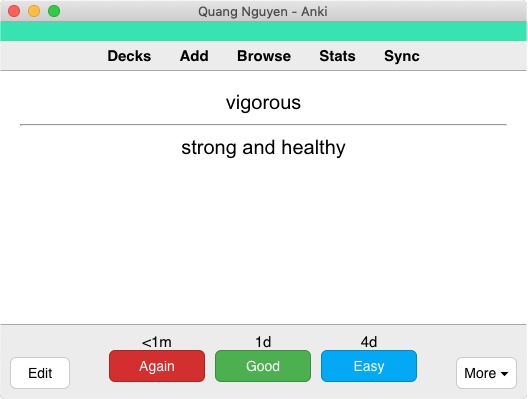 Quang Nguyen - Anki
Decks Add Browse Stats Sync
vigorous
strong and healthy
<1m 1d 4d
Edit Again Good Easy More